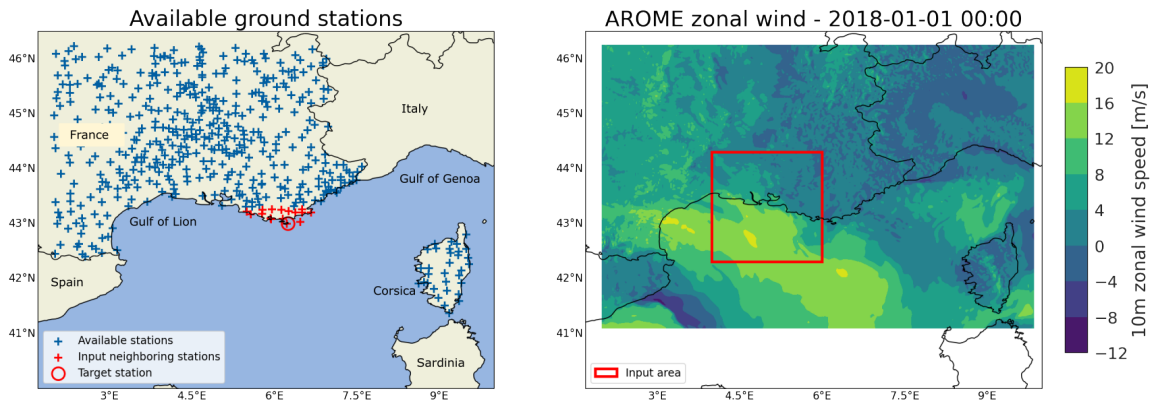 Available ground stations
46°N
45°N
44°N
43°N
42°N
41°N
3°E
4.5°E
6°E
7.5°E
9°E
France
Italy
Gulf of Genoa
Gulf of Lion
Spain
Corsica
Sardinia
Available stations
Input neighboring stations
Target station
AROME zonal wind - 2018-01-01 00:00
46°N
45°N
44°N
43°N
42°N
41°N
3°E
4.5°E
6°E
7.5°E
9°E
Input area
20
16
12
8
4
0
−4
−8
−12
10m zonal wind speed [m/s]